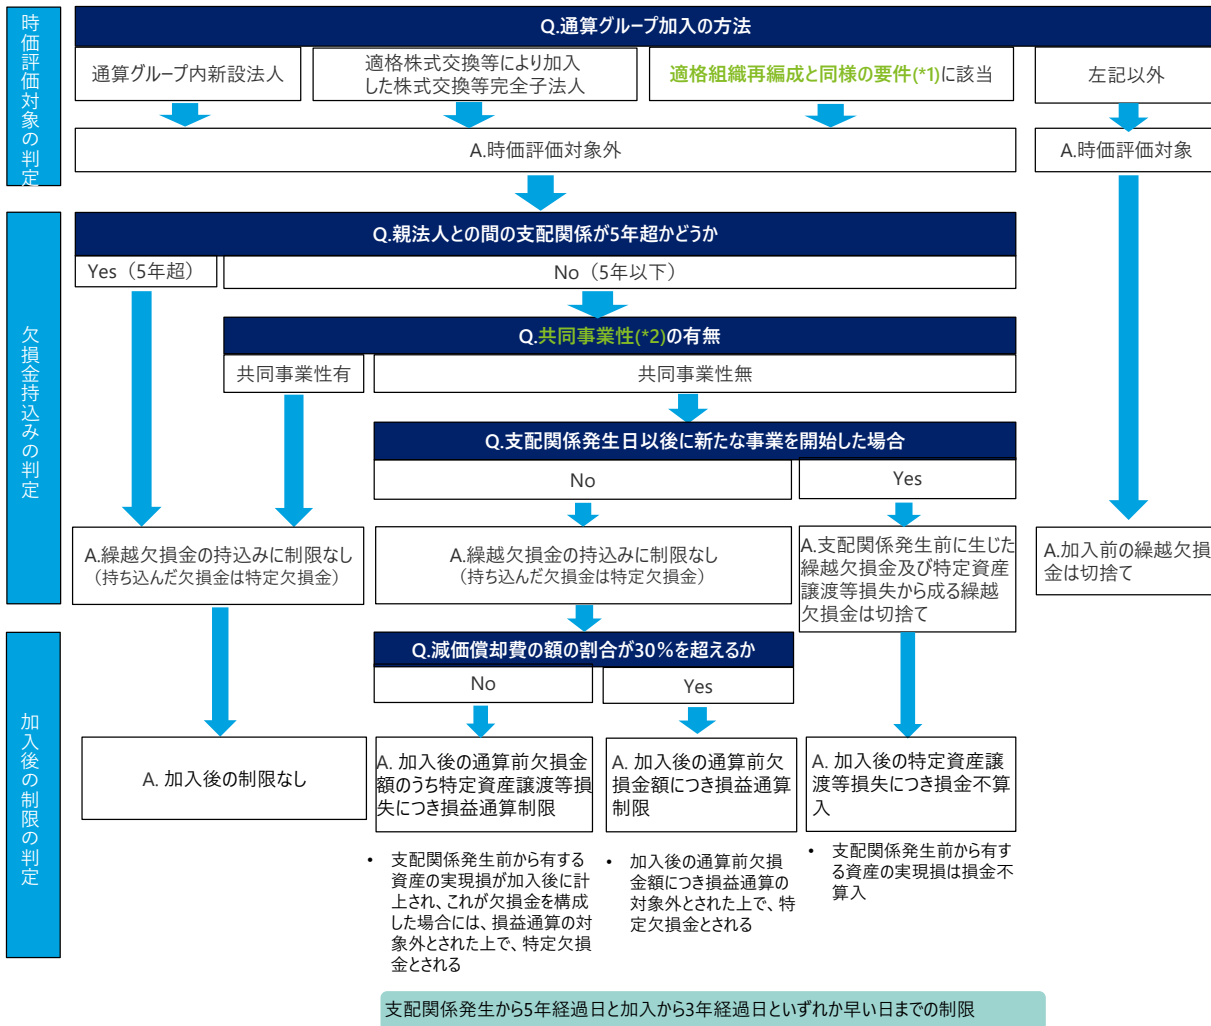 時価評価対象の判定
Q.通算グループ加入の方法
通算グループ内新設法人
適格株式交換等により加入
した株式交換等完全子法人
適格組織再編成と同様の要件(*1)に該当
左記以外
A.時価評価対象外
A.時価評価対象
欠損金持込みの判定
Q.親法人との間の支配関係が5年超かどうか
Yes（5年超）
No（5年以下）
Q.共同事業性(*2)の有無
共同事業性有
共同事業性無
Q.支配関係発生日以後に新たな事業を開始した場合
No
Yes
A.繰越欠損金の持込みに制限なし
（持ち込んだ欠損金は特定欠損金）
A.繰越欠損金の持込みに制限なし
（持ち込んだ欠損金は特定欠損金）
A.支配関係発生前に生じた
繰越欠損金及び特定資産
譲渡等損失から成る繰越
欠損金は切捨て
A.加入前の繰越欠損
金は切捨て
加入後の制限の判定
Q.減価償却費の額の割合が30％を超えるか
No
Yes
A. 加入後の制限なし
A. 加入後の通算前欠損金
額のうち特定資産譲渡等損
失につき損益通算制限
A. 加入後の通算前欠
損金額につき損益通算
制限
A. 加入後の特定資産譲
渡等損失につき損金不算
入
• 支配関係発生前から有する
資産の実現損が加入後に計
上され、これが欠損金を構成
した場合には、損益通算の対
象外とされた上で、特定欠損
金とされる
• 加入後の通算前欠損
金額につき損益通算の
対象外とされた上で、特
定欠損金とされる
• 支配関係発生前から有す
る資産の実現損は損金不
算入
支配関係発生から5年経過日と加入から3年経過日といずれか早い日までの制限